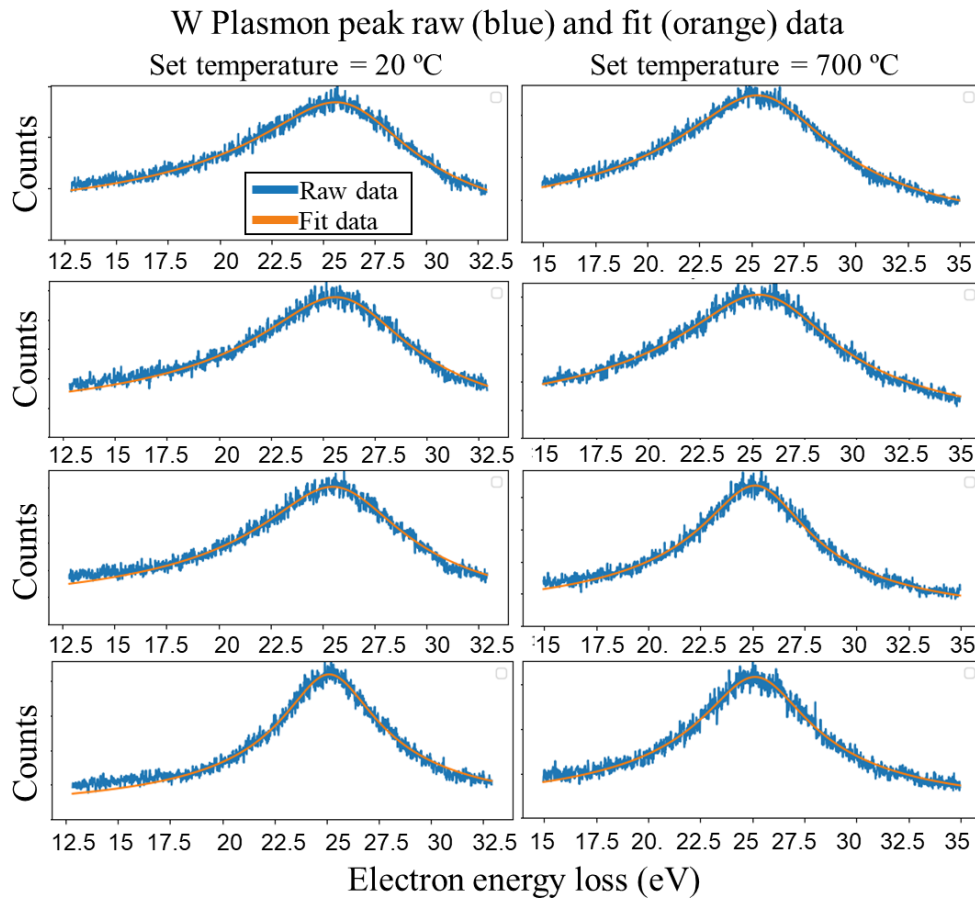 W Plasmon peak raw (blue) and fit (orange) data
Set temperature = 20 ºC
Set temperature = 700 ºC
Counts
Raw data
Fit data
12.5 15 17.5 20 22.5 25 27.5 30 32.5
15 17.5 20. 22.5 25 27.5 30 32.5 35
Counts
12.5 15 17.5 20 22.5 25 27.5 30 32.5
15 17.5 20. 22.5 25 27.5 30 32.5 35
Counts
12.5 15 17.5 20 22.5 25 27.5 30 32.5
15 17.5 20. 22.5 25 27.5 30 32.5 35
Counts
12.5 15 17.5 20 22.5 25 27.5 30 32.5
15 17.5 20. 22.5 25 27.5 30 32.5 35
Electron energy loss (eV)